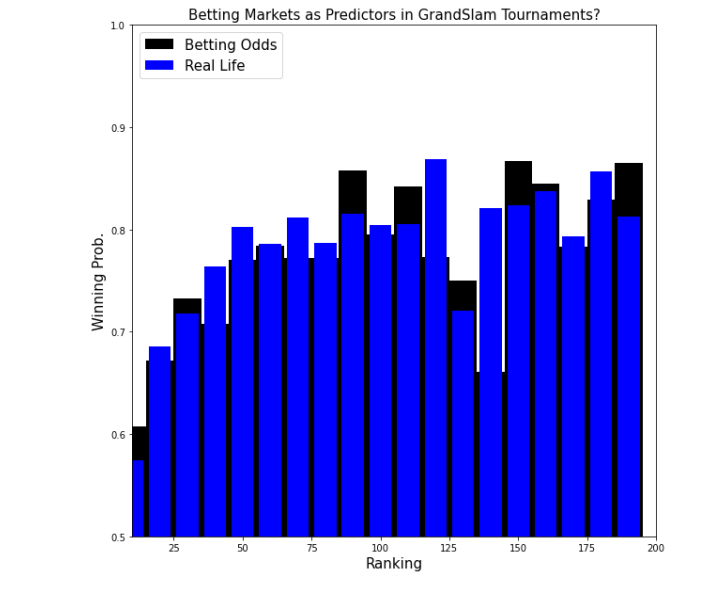 Betting Markets as Predictors in GrandSlam Tournaments?
Betting Odds
Real Life
1.0
0.9
0.8
0.7
0.6
0.5
Winning Prob.
25 50 75 100 125 150 175 200
Ranking